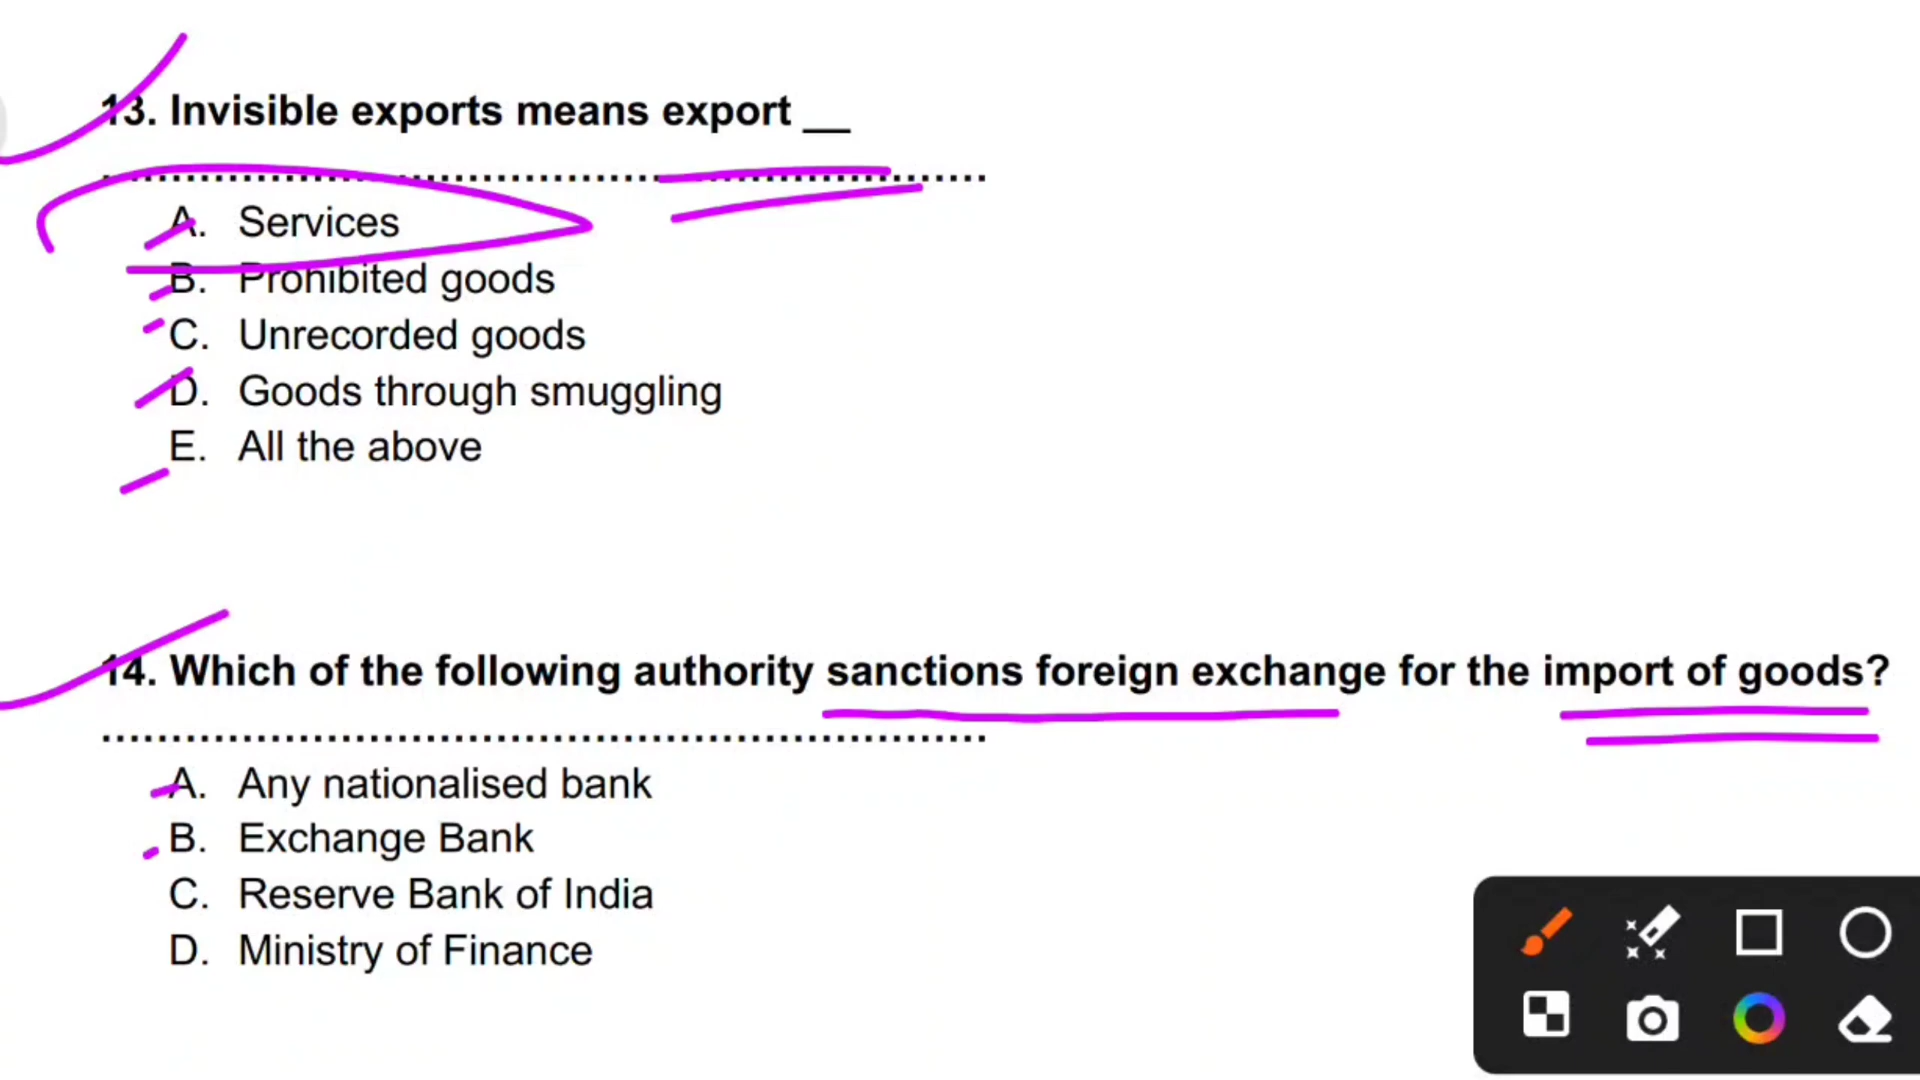 13. Invisible exports means export __
............................................................
A. Services
B. Prohibited goods
C. Unrecorded goods
D. Goods through smuggling
E. All the above
14. Which of the following authority sanctions foreign exchange for the import of goods?
............................................................
A. Any nationalised bank
B. Exchange Bank
C. Reserve Bank of India
D. Ministry of Finance